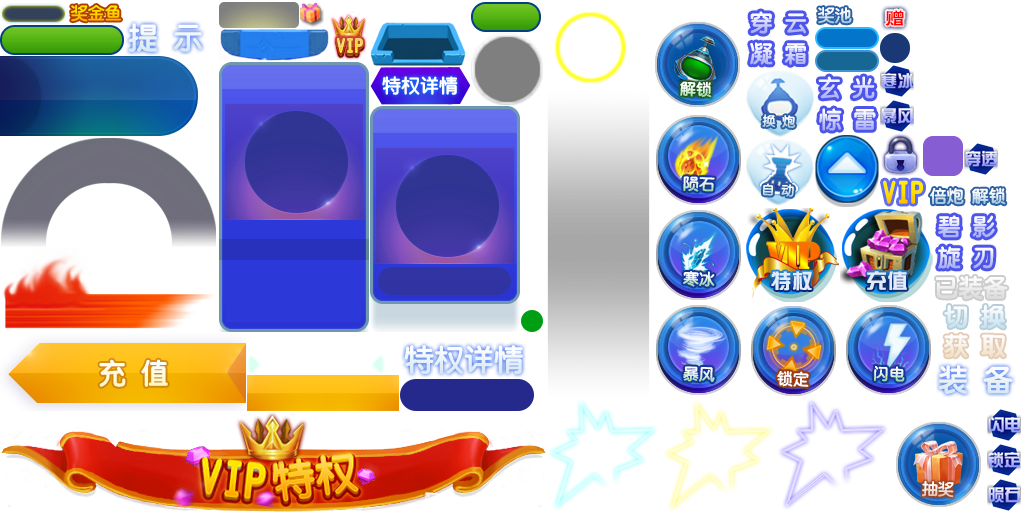 奖金鱼
提 示
VIP
特权详情
充 值
特权详情
VIP特权
解锁
陨石
寒冰
暴风
穿 云
凝 霜
换 炮
自 动
VIP
特权
锁定
奖池
玄 光
惊 雷
充值
闪电
赠
寒冰
暴风
穿透
VIP 倍炮 解锁
碧 影
旋 刃
已装备
切 换
获 取
装 备
抽奖
闪电
锁定
陨石